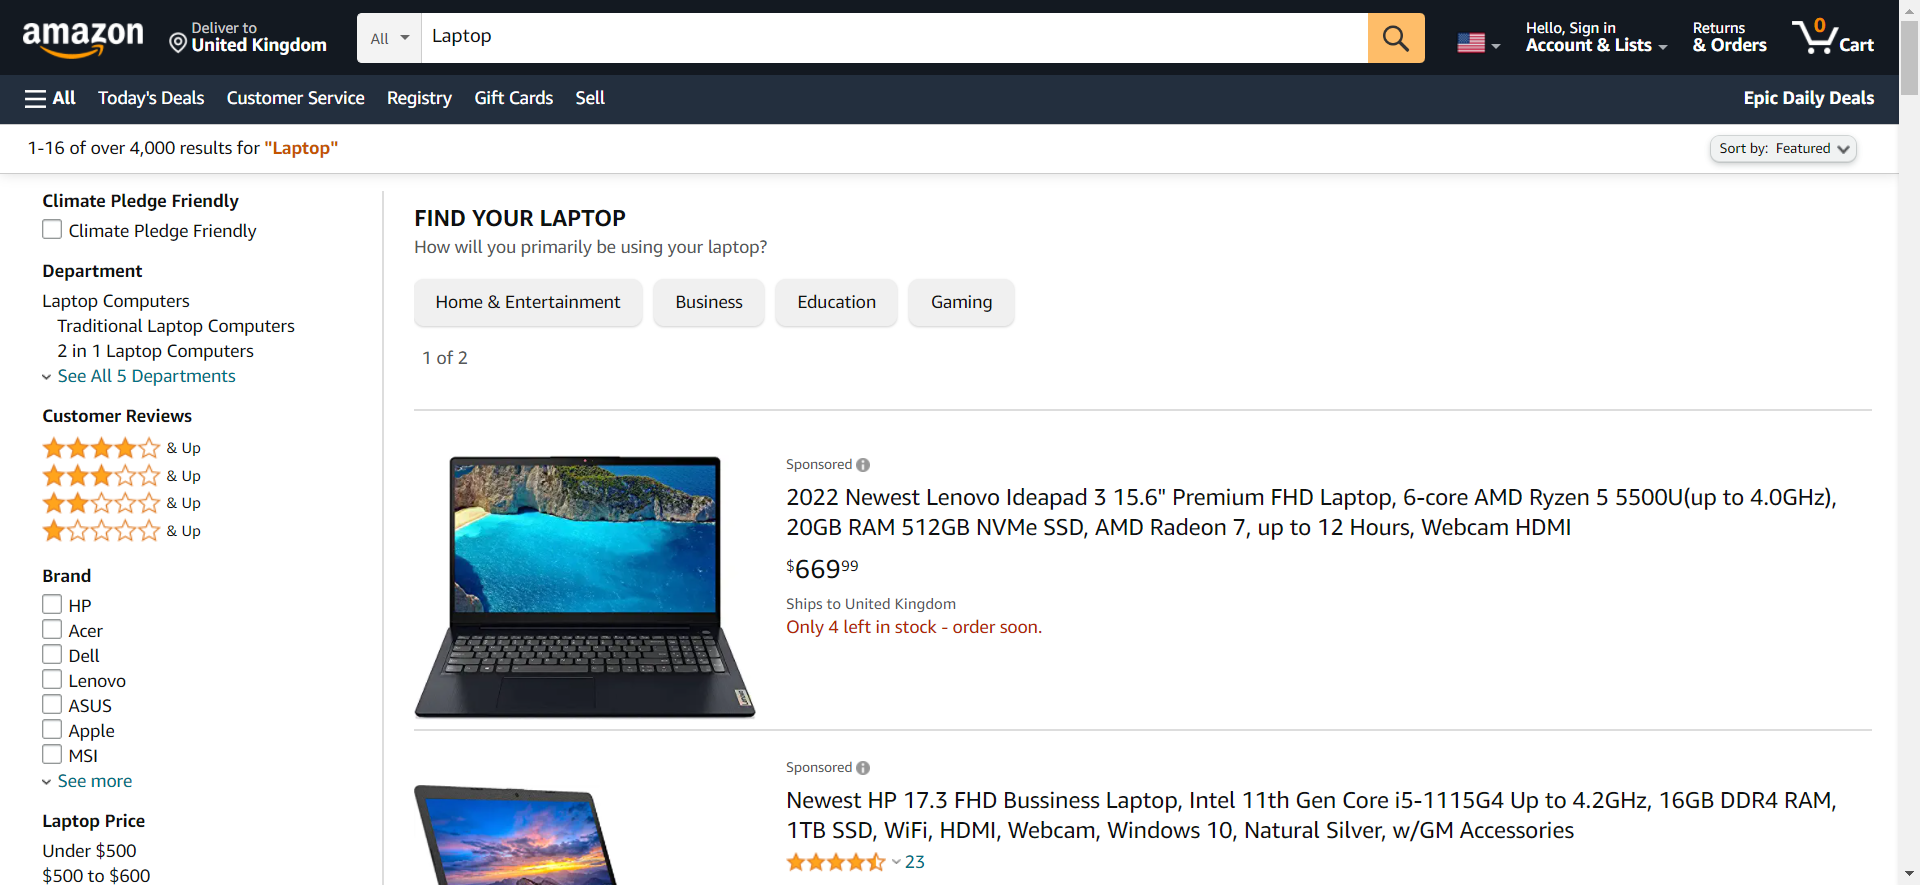 amazon
Deliver to
United Kingdom
All
Laptop
Hello, Sign in
Account & Lists
Returns
& Orders
0
Cart
All
Today's Deals
Customer Service
Registry
Gift Cards
Sell
Epic Daily Deals
1-16 of over 4,000 results for "Laptop"
Sort by: Featured
Climate Pledge Friendly
Climate Pledge Friendly
Department
Laptop Computers
Traditional Laptop Computers
2 in 1 Laptop Computers
See All 5 Departments
Customer Reviews
& Up
& Up
& Up
& Up
Brand
HP
Acer
Dell
Lenovo
ASUS
Apple
MSI
See more
Laptop Price
Under $500
$500 to $600
FIND YOUR LAPTOP
How will you primarily be using your laptop?
Home & Entertainment
Business
Education
Gaming
1 of 2
Sponsored
2022 Newest Lenovo Ideapad 3 15.6" Premium FHD Laptop, 6-core AMD Ryzen 5 5500U(up to 4.0GHz),
20GB RAM 512GB NVMe SSD, AMD Radeon 7, up to 12 Hours, Webcam HDMI
$66999
Ships to United Kingdom
Only 4 left in stock - order soon.
Sponsored
Newest HP 17.3 FHD Bussiness Laptop, Intel 11th Gen Core i5-1115G4 Up to 4.2GHz, 16GB DDR4 RAM,
1TB SSD, WiFi, HDMI, Webcam, Windows 10, Natural Silver, w/GM Accessories
23